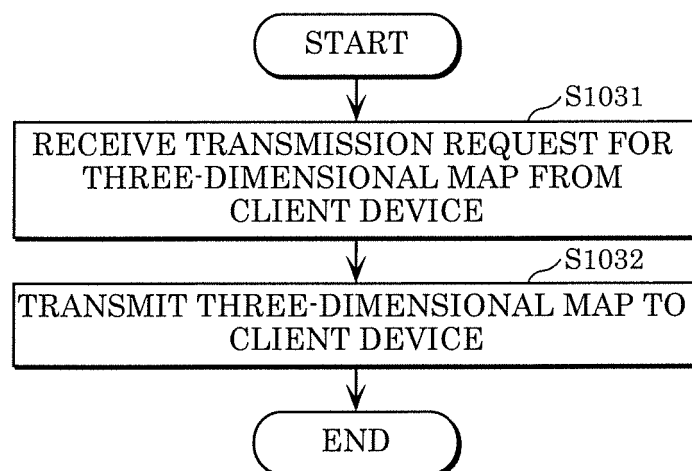 START
S1031
RECEIVE TRANSMISSION REQUEST FOR
THREE-DIMENSIONAL MAP FROM
CLIENT DEVICE
S1032
TRANSMIT THREE-DIMENSIONAL MAP TO
CLIENT DEVICE
END